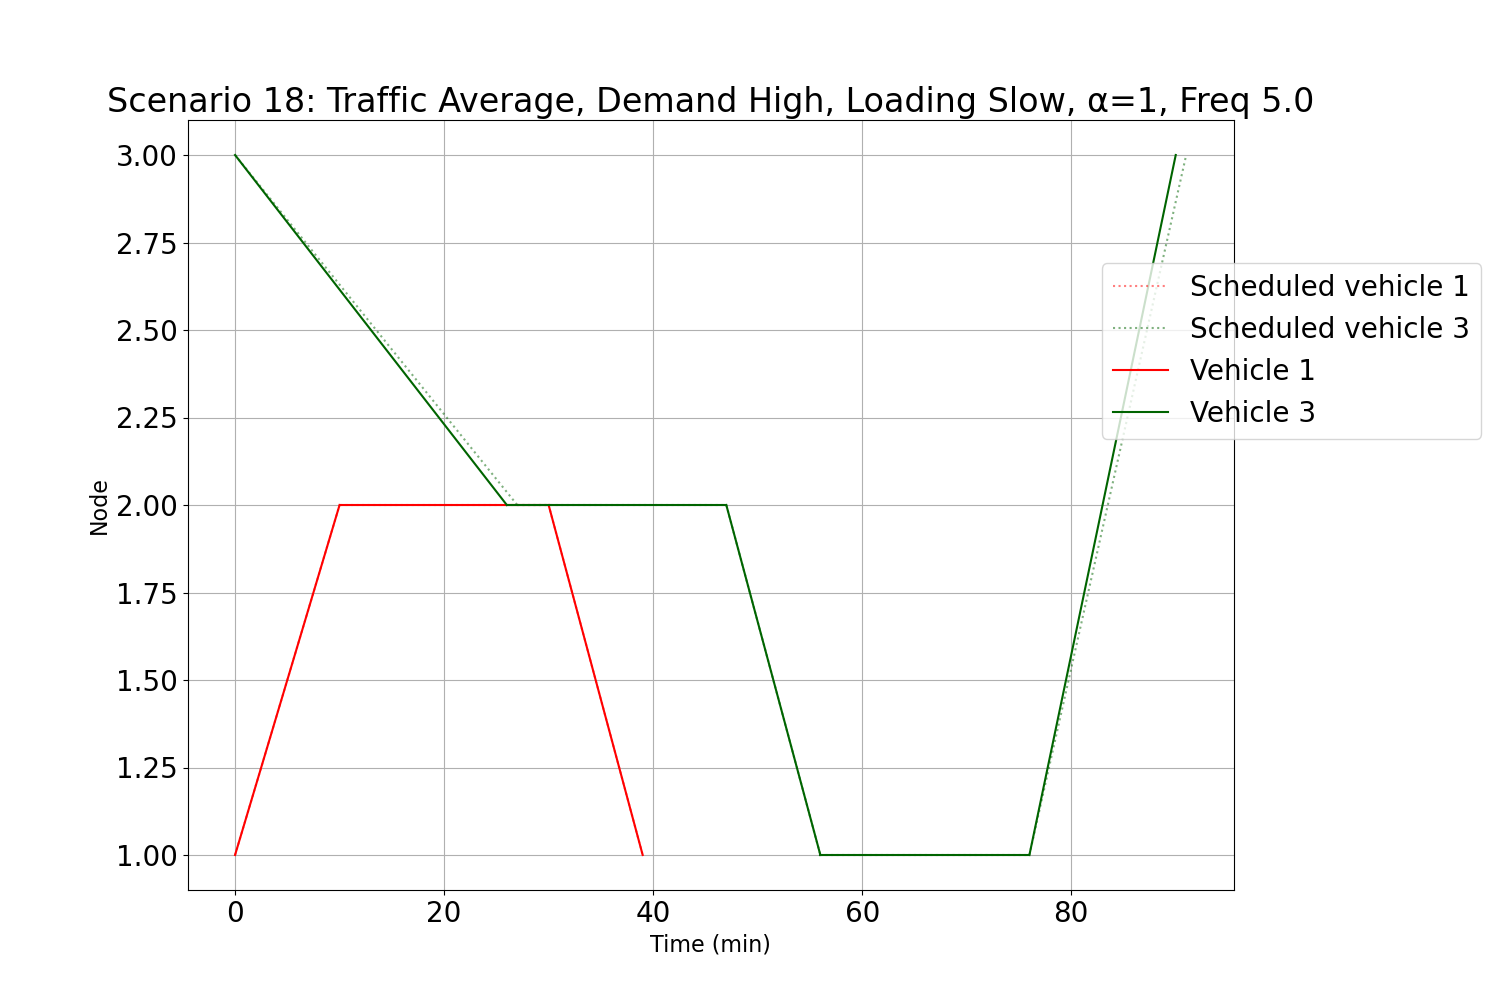 Scenario 18: Traffic Average, Demand High, Loading Slow, α=1, Freq 5.0
3.00
2.75
2.50
2.25
2.00
1.75
1.50
1.25
1.00
Node
0 20 40 60 80
Time (min)
Scheduled vehicle 1
Scheduled vehicle 3
Vehicle 1
Vehicle 3